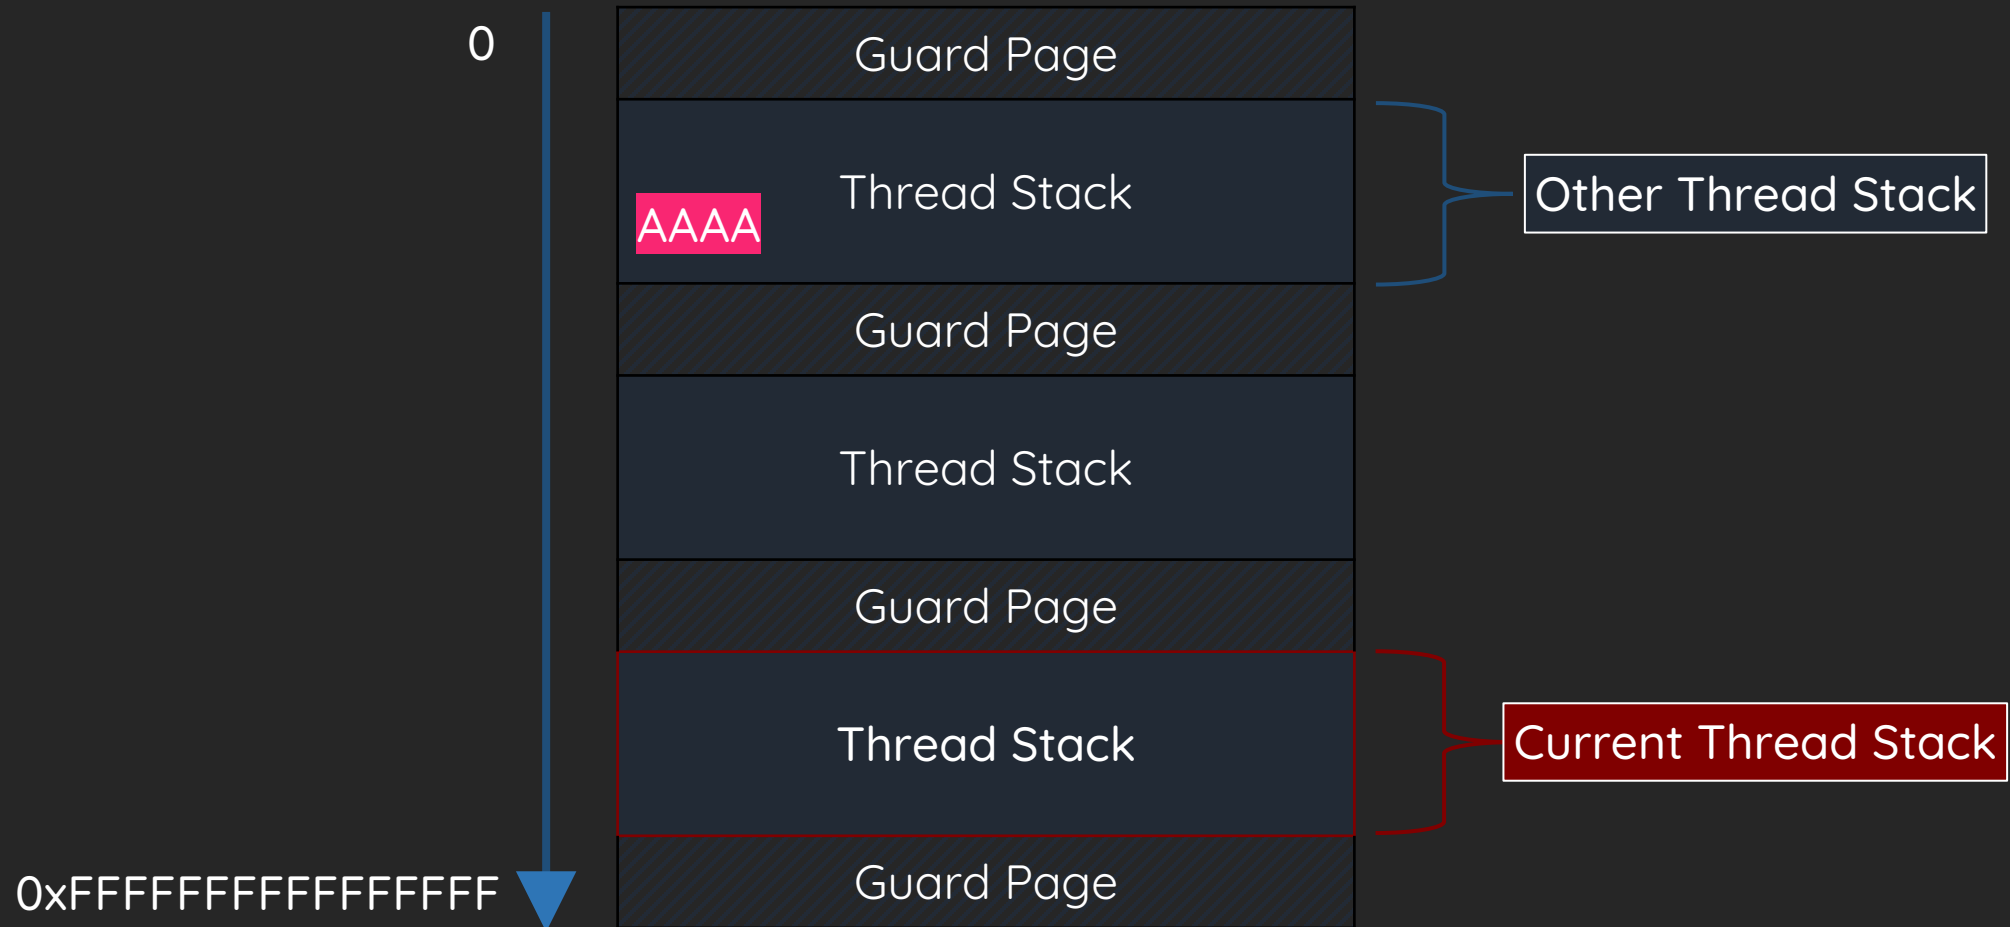 0
Guard Page
Thread Stack
AAAA
Other Thread Stack
Guard Page
Thread Stack
Guard Page
Thread Stack
Current Thread Stack
Guard Page
0xFFFFFFFFFFFFFFFF